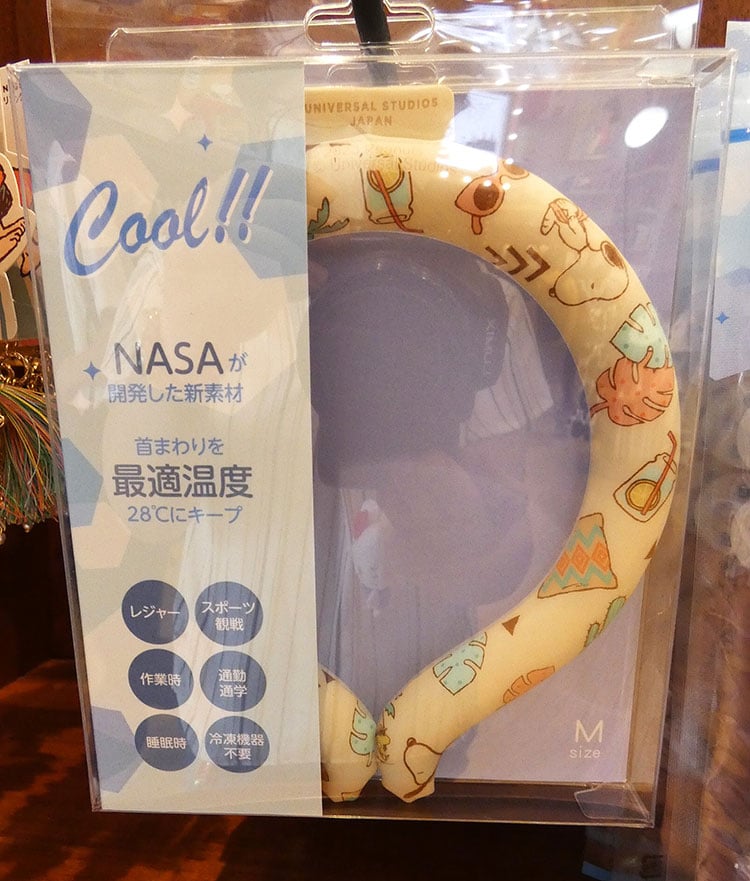 UNIVERSAL STUDIOS
JAPAN
Cool!!
NASAが
開発した新素材
首まわりを
最適温度
28℃にキープ
レジャー
スポーツ
観戦
作業時
通勤
通学
睡眠時
冷凍機器
不要
M
size